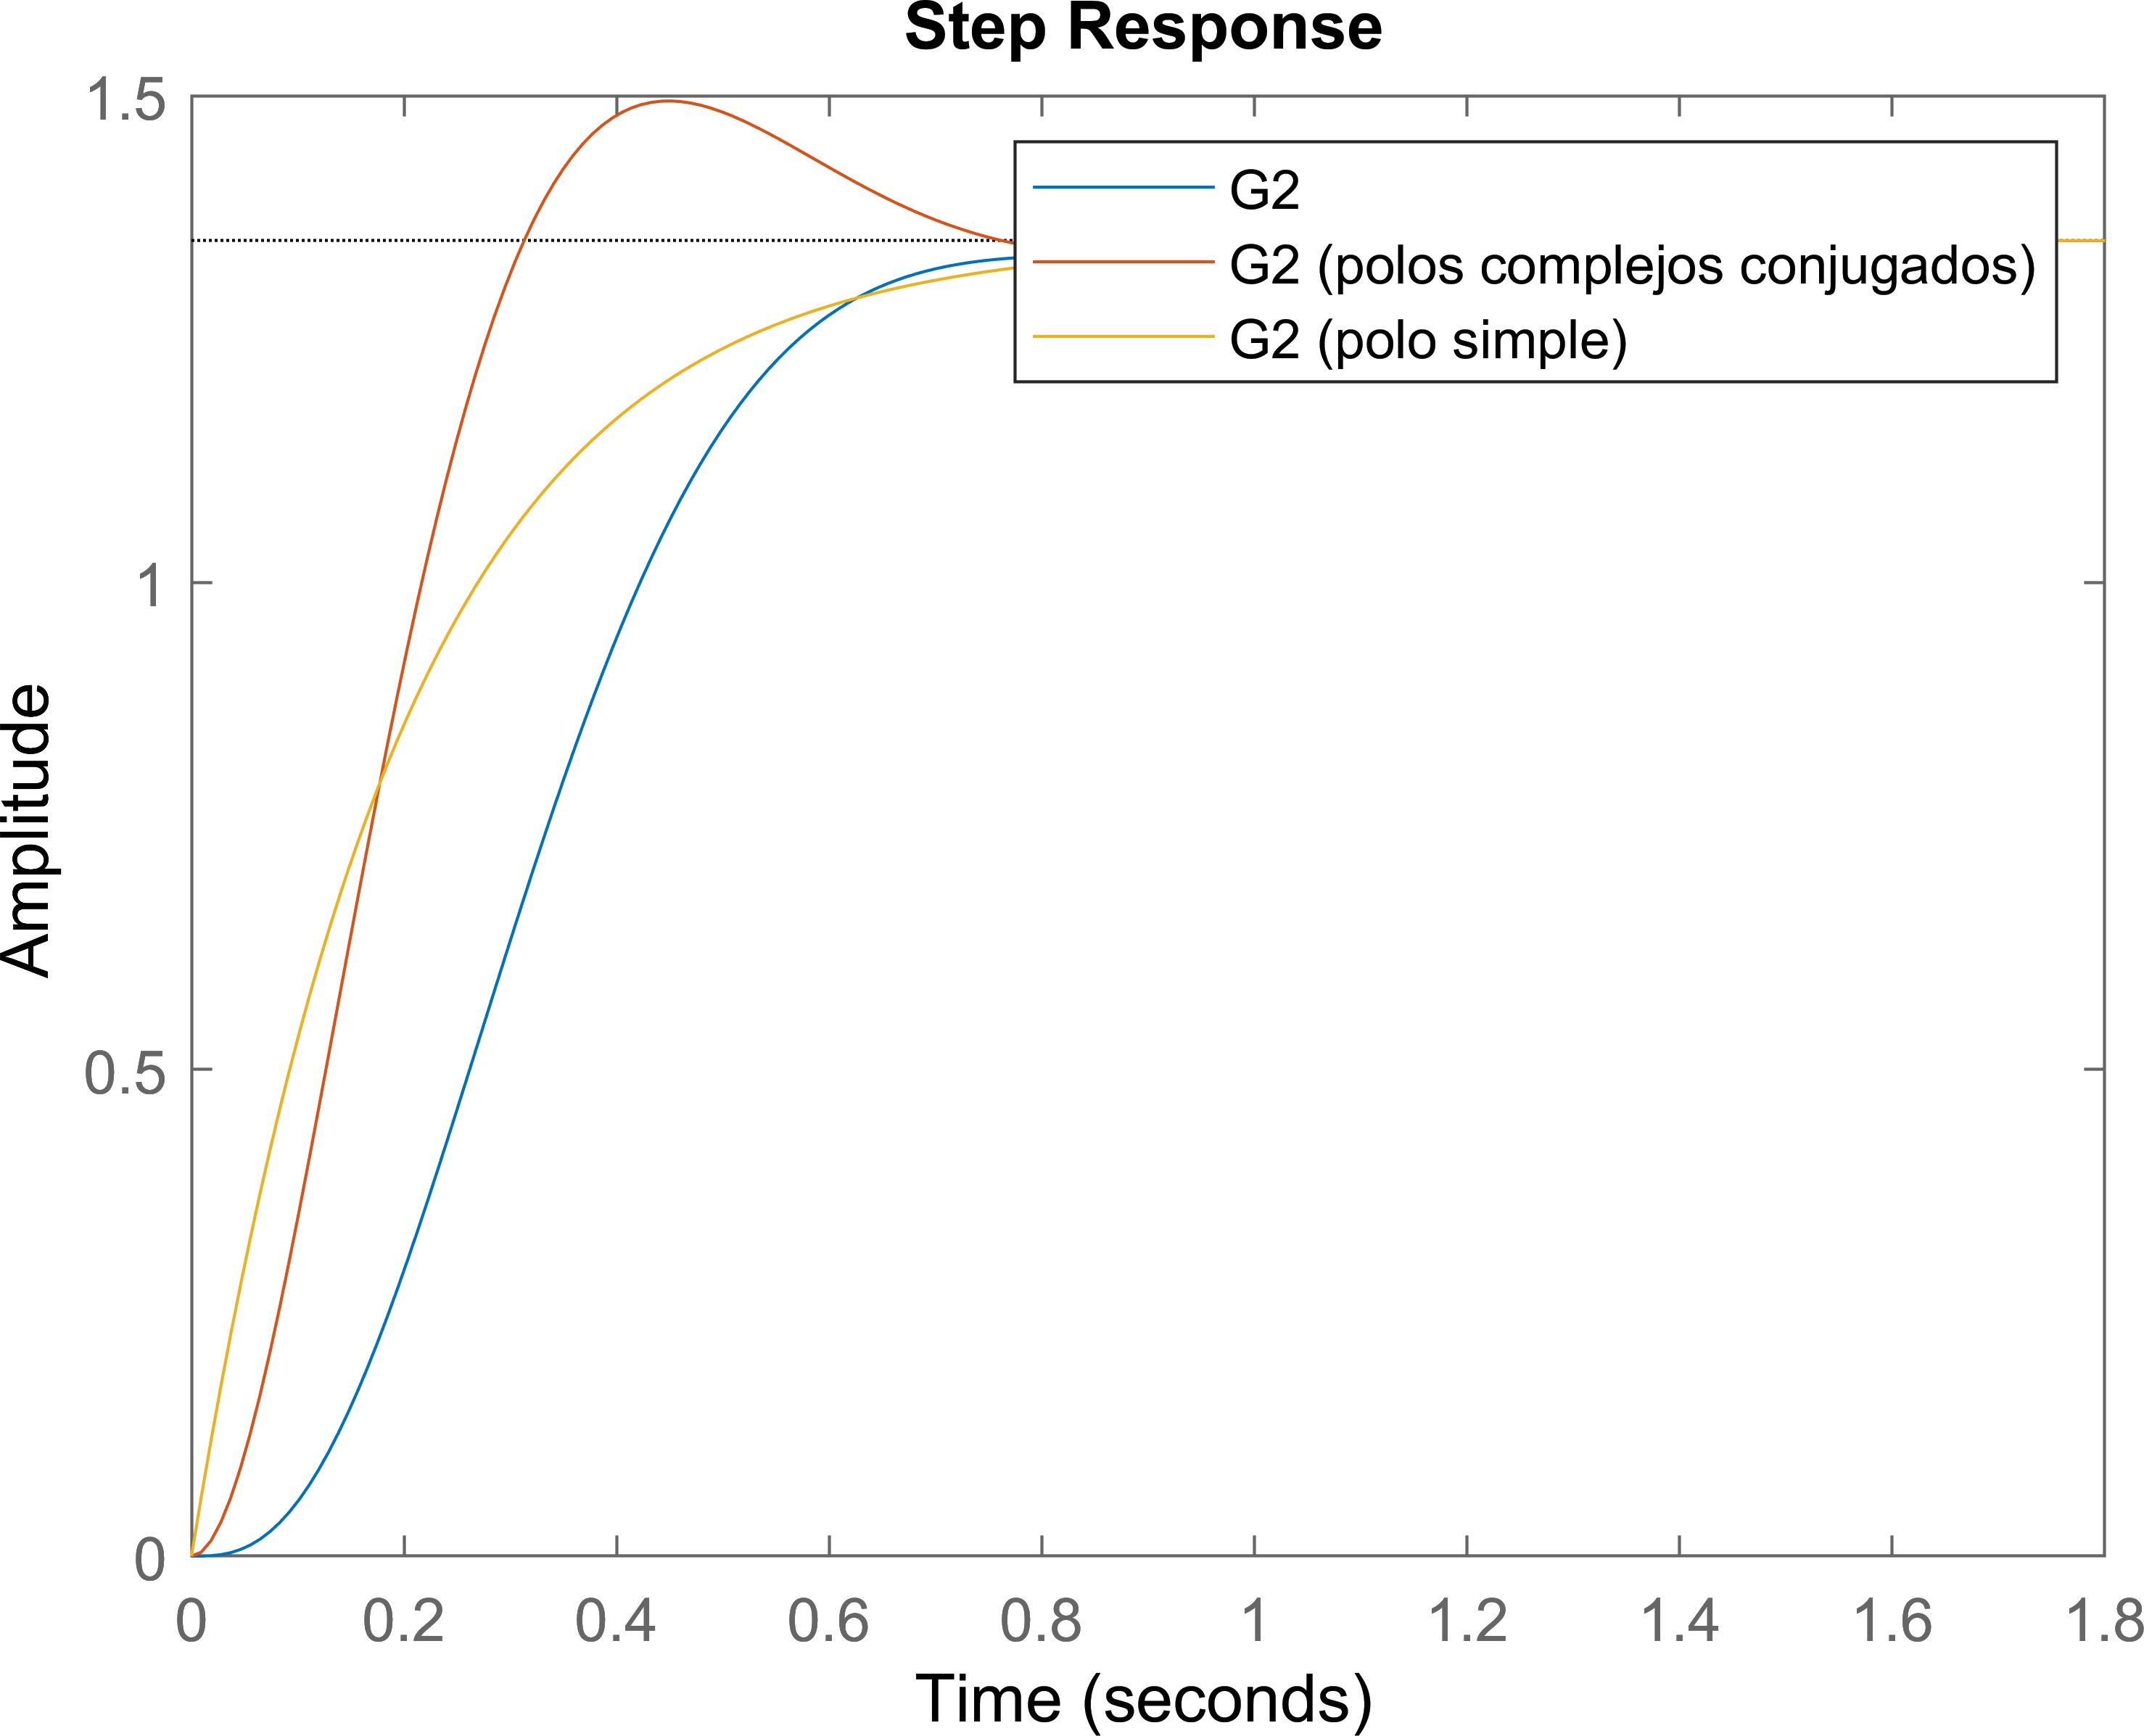 Step Response
1.5
1
0.5
0
Amplitude
G2
G2 (polos complejos conjugados)
G2 (polo simple)
0 0.2 0.4 0.6 0.8 1 1.2 1.4 1.6 1.8
Time (seconds)